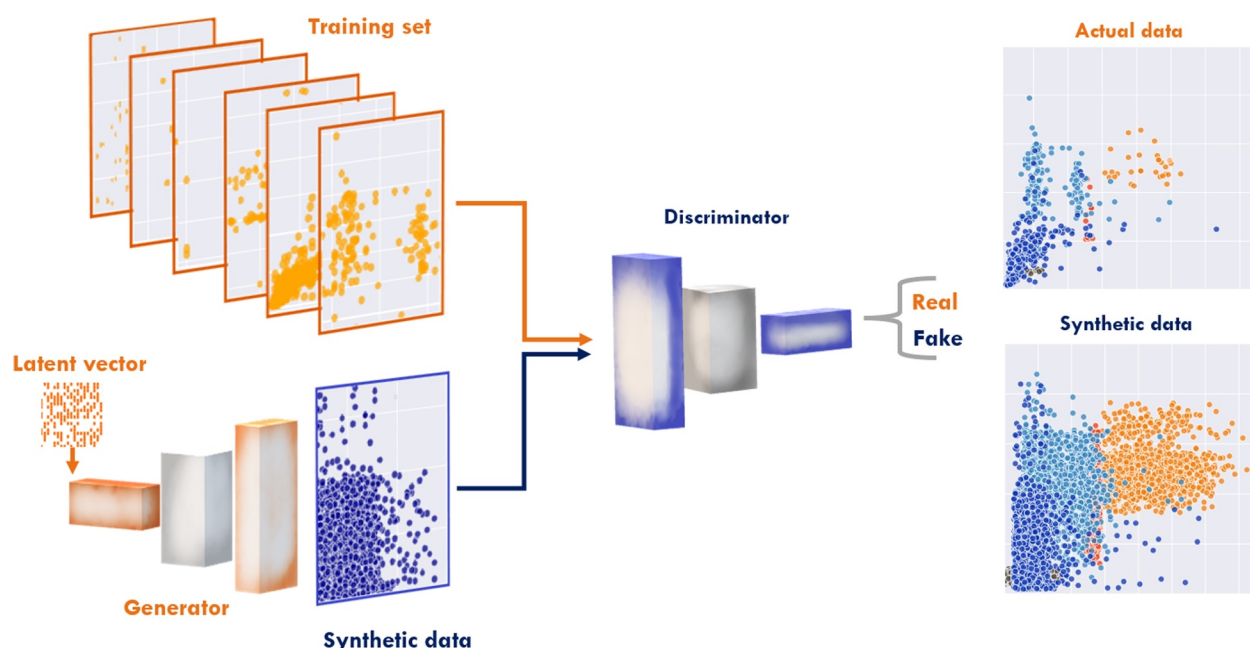 Training set
Actual data
Discriminator
Real
Fake
Synthetic data
Latent vector
Generator
Synthetic data